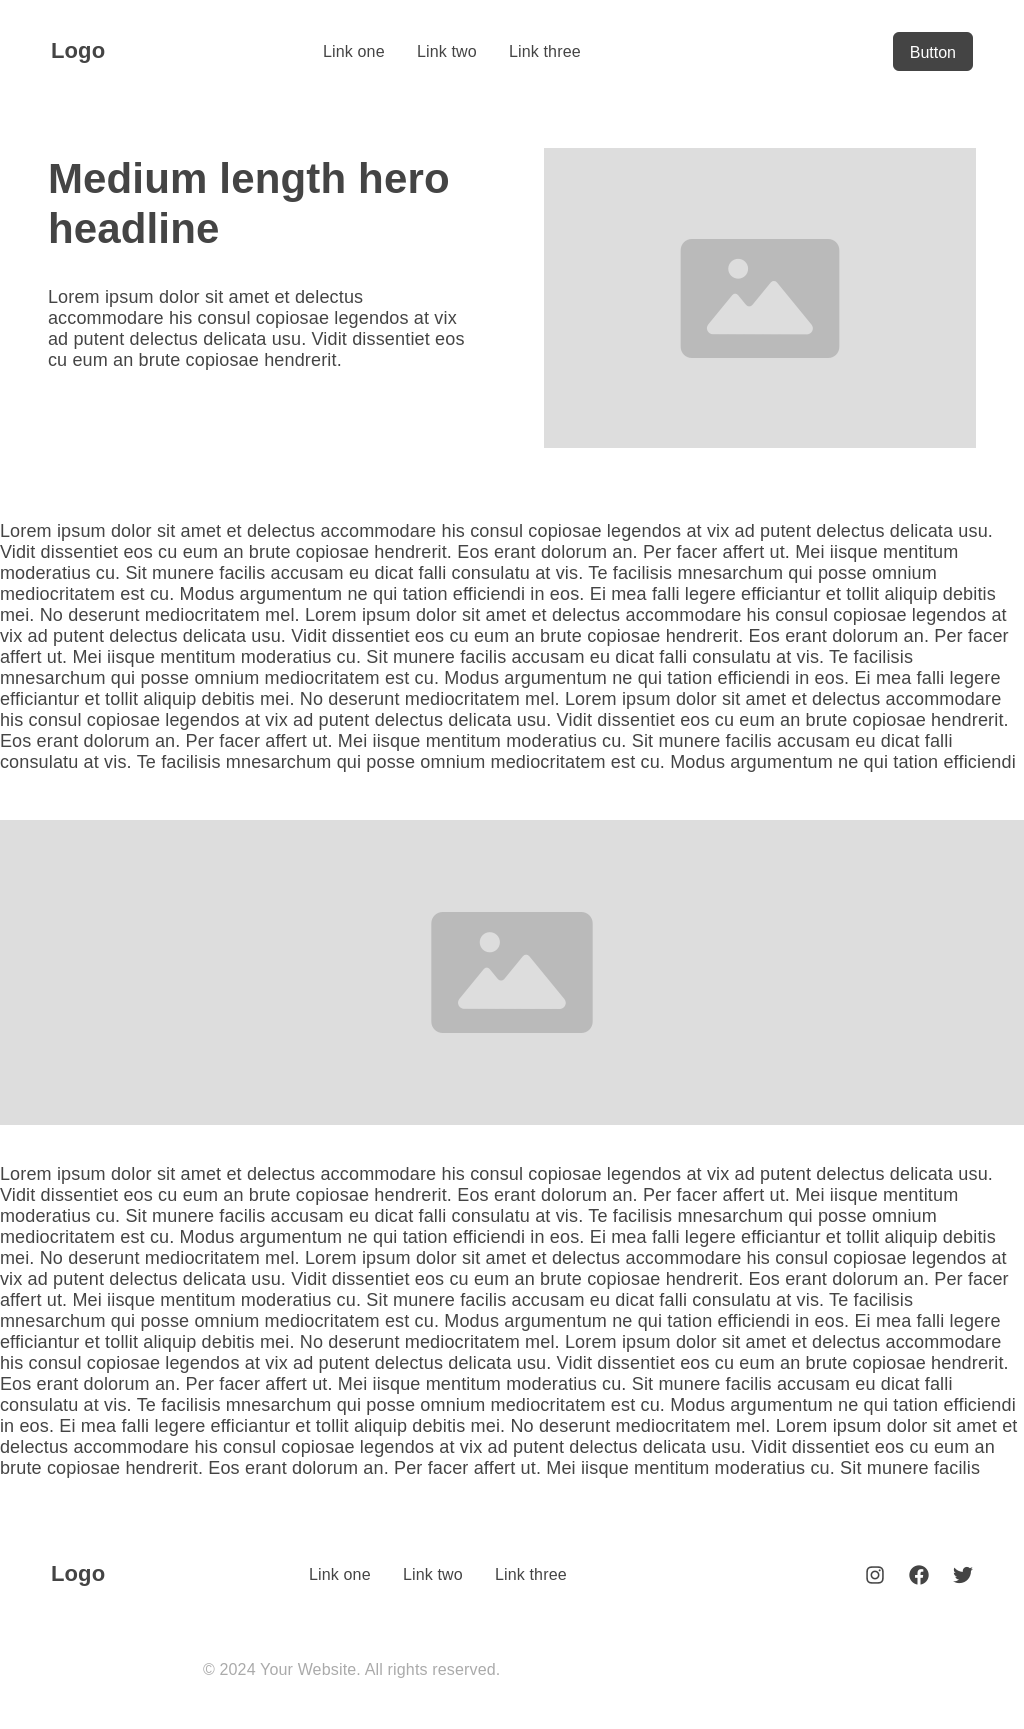 Logo
Link one
Link two
Link three
Button
Medium length hero
headline
Lorem ipsum dolor sit amet et delectus
accommodare his consul copiosae legendos at vix
ad putent delectus delicata usu. Vidit dissentiet eos
cu eum an brute copiosae hendrerit.
Lorem ipsum dolor sit amet et delectus accommodare his consul copiosae legendos at vix ad putent delectus delicata usu.
Vidit dissentiet eos cu eum an brute copiosae hendrerit. Eos erant dolorum an. Per facer affert ut. Mei iisque mentitum
moderatius cu. Sit munere facilis accusam eu dicat falli consulatu at vis. Te facilisis mnesarchum qui posse omnium
mediocritatem est cu. Modus argumentum ne qui tation efficiendi in eos. Ei mea falli legere efficiantur et tollit aliquip debitis
mei. No deserunt mediocritatem mel. Lorem ipsum dolor sit amet et delectus accommodare his consul copiosae legendos at
vix ad putent delectus delicata usu. Vidit dissentiet eos cu eum an brute copiosae hendrerit. Eos erant dolorum an. Per facer
affert ut. Mei iisque mentitum moderatius cu. Sit munere facilis accusam eu dicat falli consulatu at vis. Te facilisis
mnesarchum qui posse omnium mediocritatem est cu. Modus argumentum ne qui tation efficiendi in eos. Ei mea falli legere
efficiantur et tollit aliquip debitis mei. No deserunt mediocritatem mel. Lorem ipsum dolor sit amet et delectus accommodare
his consul copiosae legendos at vix ad putent delectus delicata usu. Vidit dissentiet eos cu eum an brute copiosae hendrerit.
Eos erant dolorum an. Per facer affert ut. Mei iisque mentitum moderatius cu. Sit munere facilis accusam eu dicat falli
consulatu at vis. Te facilisis mnesarchum qui posse omnium mediocritatem est cu. Modus argumentum ne qui tation efficiendi
Lorem ipsum dolor sit amet et delectus accommodare his consul copiosae legendos at vix ad putent delectus delicata usu.
Vidit dissentiet eos cu eum an brute copiosae hendrerit. Eos erant dolorum an. Per facer affert ut. Mei iisque mentitum
moderatius cu. Sit munere facilis accusam eu dicat falli consulatu at vis. Te facilisis mnesarchum qui posse omnium
mediocritatem est cu. Modus argumentum ne qui tation efficiendi in eos. Ei mea falli legere efficiantur et tollit aliquip debitis
mei. No deserunt mediocritatem mel. Lorem ipsum dolor sit amet et delectus accommodare his consul copiosae legendos at
vix ad putent delectus delicata usu. Vidit dissentiet eos cu eum an brute copiosae hendrerit. Eos erant dolorum an. Per facer
affert ut. Mei iisque mentitum moderatius cu. Sit munere facilis accusam eu dicat falli consulatu at vis. Te facilisis
mnesarchum qui posse omnium mediocritatem est cu. Modus argumentum ne qui tation efficiendi in eos. Ei mea falli legere
efficiantur et tollit aliquip debitis mei. No deserunt mediocritatem mel. Lorem ipsum dolor sit amet et delectus accommodare
his consul copiosae legendos at vix ad putent delectus delicata usu. Vidit dissentiet eos cu eum an brute copiosae hendrerit.
Eos erant dolorum an. Per facer affert ut. Mei iisque mentitum moderatius cu. Sit munere facilis accusam eu dicat falli
consulatu at vis. Te facilisis mnesarchum qui posse omnium mediocritatem est cu. Modus argumentum ne qui tation efficiendi
in eos. Ei mea falli legere efficiantur et tollit aliquip debitis mei. No deserunt mediocritatem mel. Lorem ipsum dolor sit amet et
delectus accommodare his consul copiosae legendos at vix ad putent delectus delicata usu. Vidit dissentiet eos cu eum an
brute copiosae hendrerit. Eos erant dolorum an. Per facer affert ut. Mei iisque mentitum moderatius cu. Sit munere facilis
Logo
Link one
Link two
Link three
© 2024 Your Website. All rights reserved.